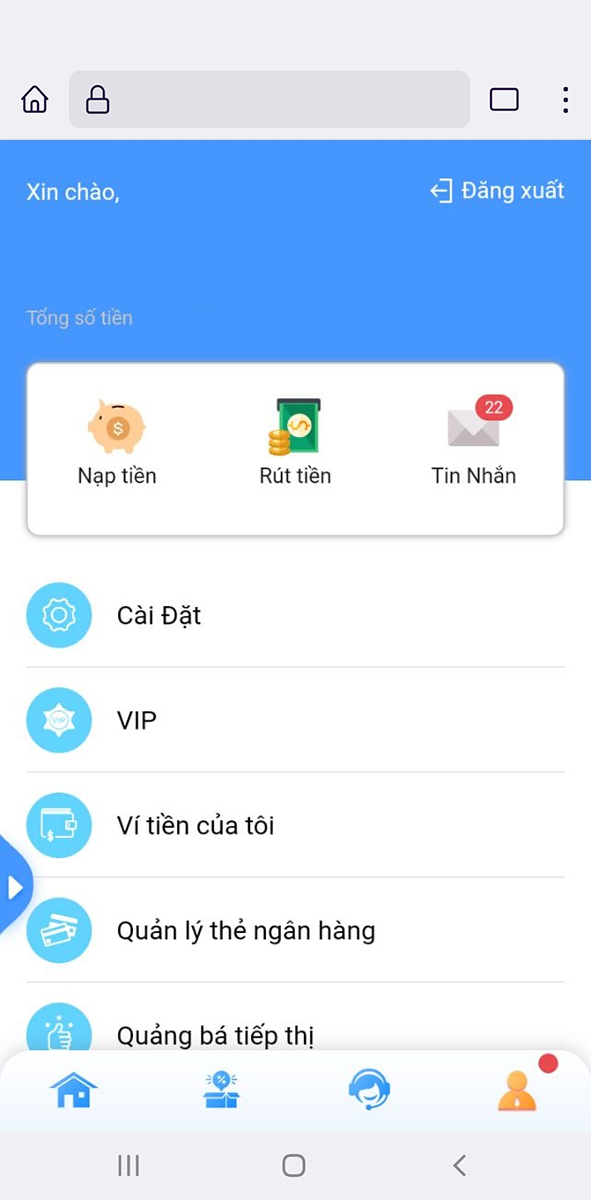 Xin chào,
Đăng xuất
Tổng số tiền
22
Nạp tiền
Rút tiền
Tin Nhắn
Cài Đặt
VIP
VIP
Ví tiền của tôi
Quản lý thẻ ngân hàng
Quảng bá tiếp thị